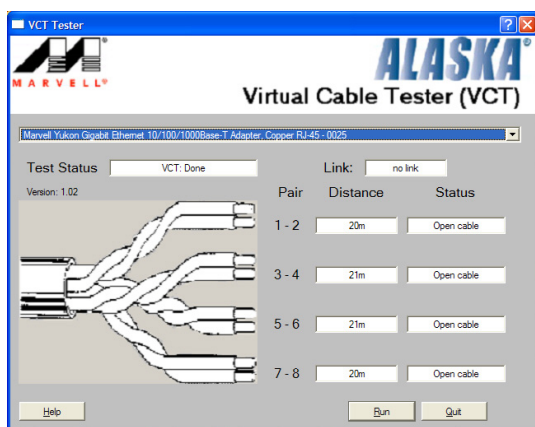 VCT Tester
MARVELL®
ALASKA®
Virtual Cable Tester (VCT)
Marvell Yukon Gigabit Ethernet 10/100/1000Base-T Adapter, Copper RJ-45 - 0025
Test Status VCT: Done Link: no link
Version: 1.02
Pair Distance Status
1 - 2 20m Open cable
3 - 4 21m Open cable
5 - 6 21m Open cable
7 - 8 20m Open cable
Help Run Quit